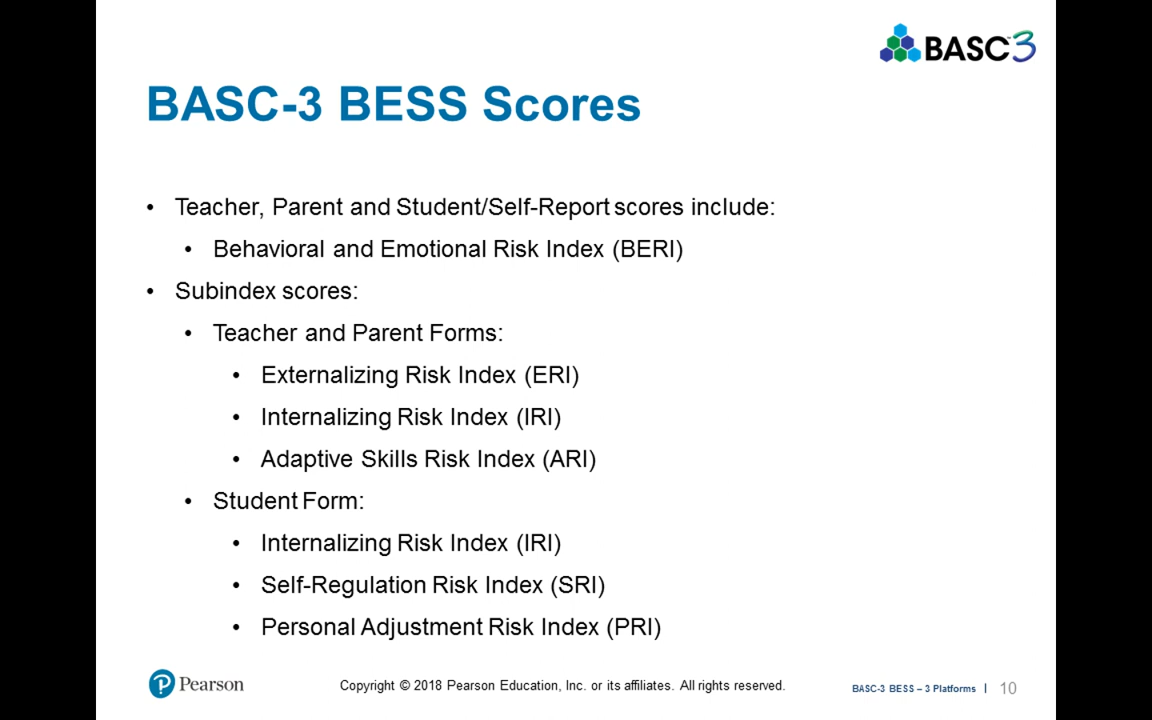 BASC 3
BASC-3 BESS Scores
• Teacher, Parent and Student/Self-Report scores include:
• Behavioral and Emotional Risk Index (BERI)
• Subindex scores:
• Teacher and Parent Forms:
• Externalizing Risk Index (ERI)
• Internalizing Risk Index (IRI)
• Adaptive Skills Risk Index (ARI)
• Student Form:
• Internalizing Risk Index (IRI)
• Self-Regulation Risk Index (SRI)
• Personal Adjustment Risk Index (PRI)
Pearson Copyright © 2018 Pearson Education, Inc. or its affiliates. All rights reserved. BASC-3 BESS – 3 Platforms | 10